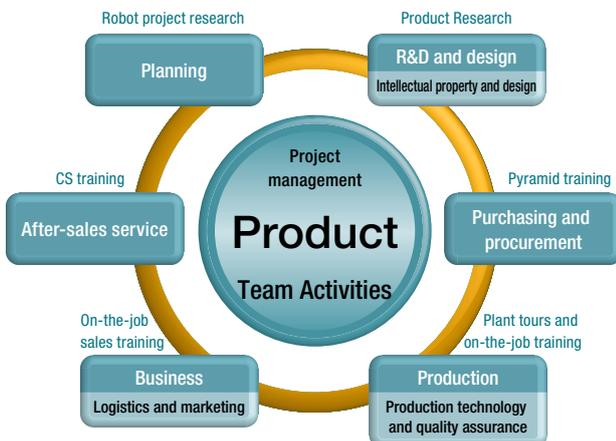 Robot project research
Planning
Product Research
R&D and design
Intellectual property and design
Project
management
Product
Team Activities
CS training
After-sales service
Pyramid training
Purchasing and
procurement
On-the-job
sales training
Business
Logistics and marketing
Plant tours and
on-the-job training
Production
Production technology
and quality assurance